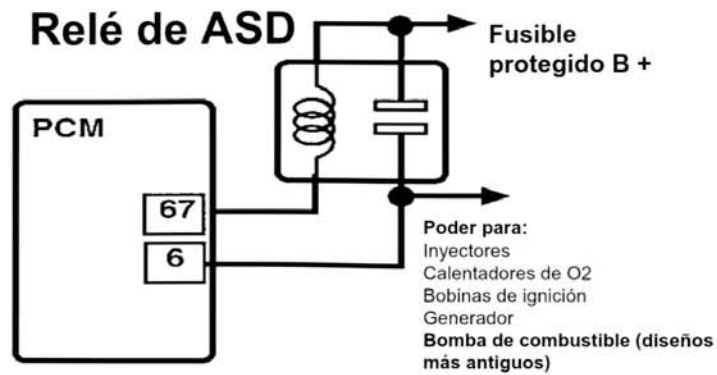 Relé de ASD
Fusible
protegido B +
PCM
67
6
Poder para:
Inyectores
Calentadores de O2
Bobinas de ignición
Generador
Bomba de combustible (diseños
más antiguos)